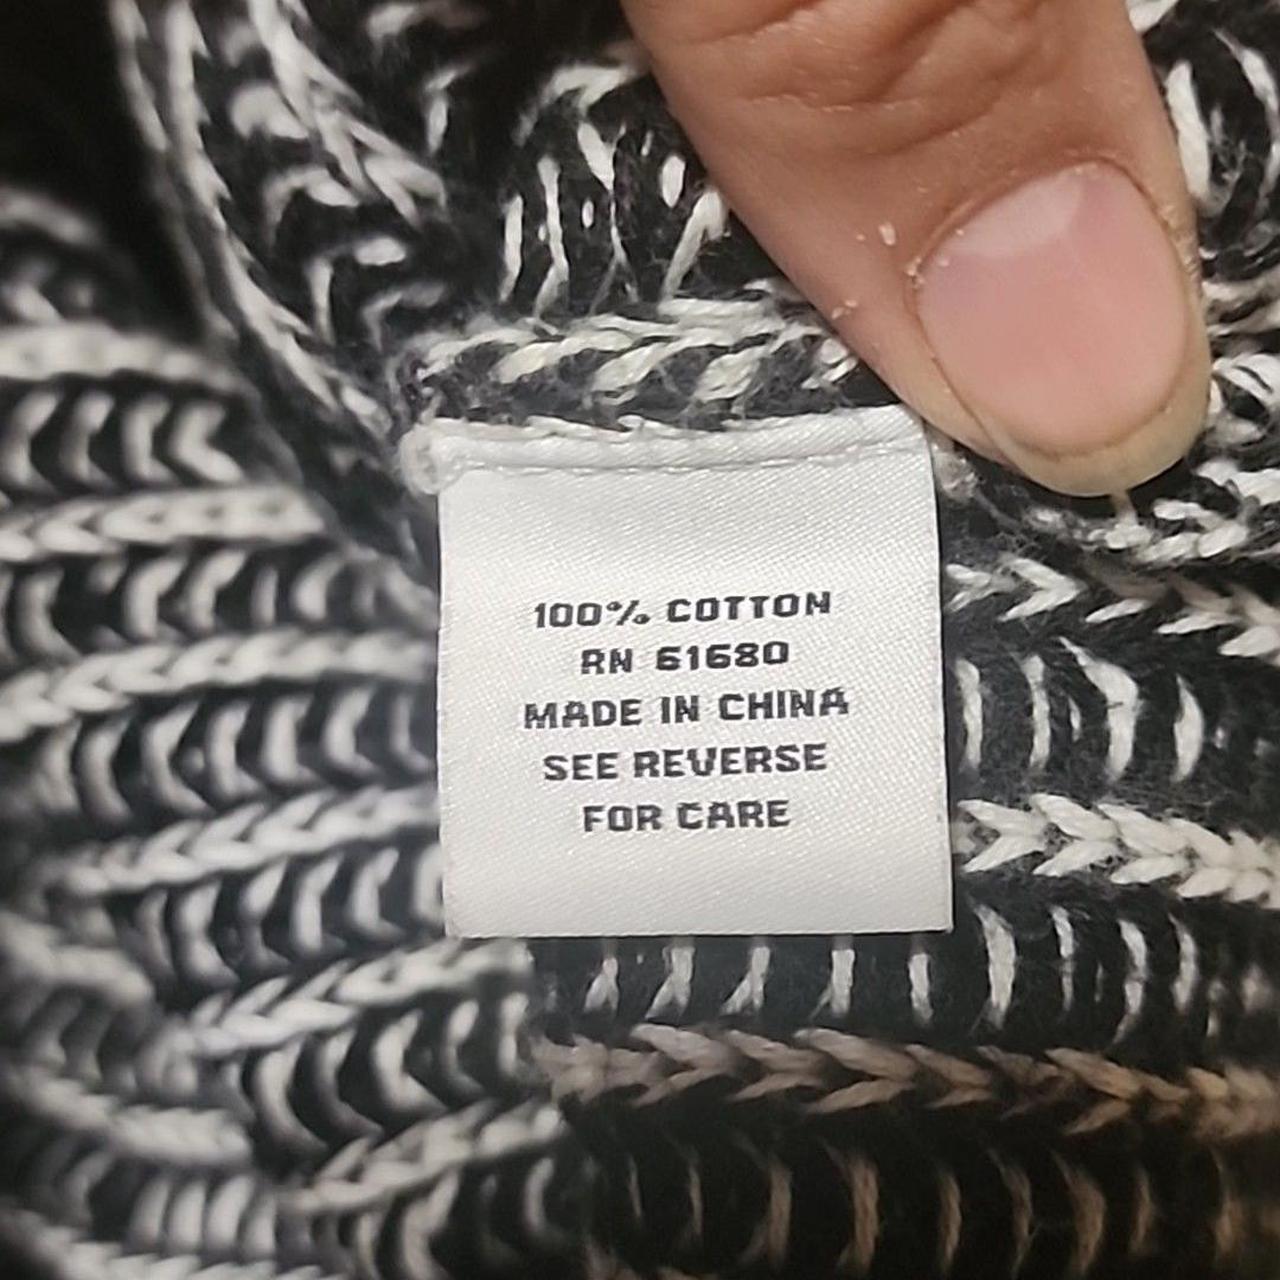 100% COTTON
RN 61680
MADE IN CHINA
SEE REVERSE
FOR CARE